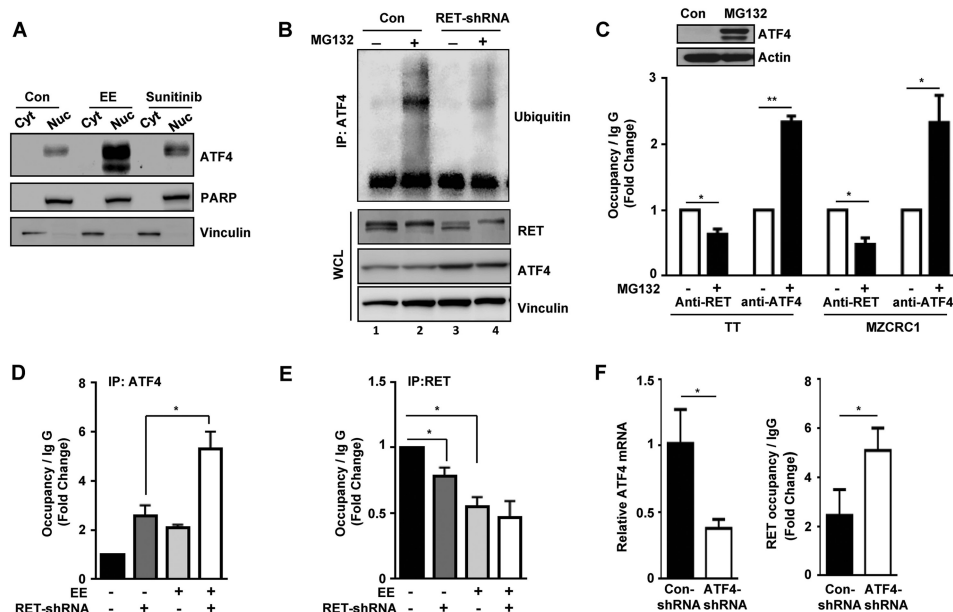 A
Con EE Sunitinib
Cyt Nuc Cyt Nuc Cyt Nuc
ATF4
PARP
Vinculin
B
Con RET-shRNA
MG132 – + – +
IP: ATF4
Ubiquitin
WCL
RET
ATF4
Vinculin
1 2 3 4
C
Con MG132
ATF4
Actin
Occupancy / Ig G
(Fold Change)
3
2
1
0
* ** * *
MG132 - + - + - + - +
Anti-RET anti-ATF4 Anti-RET anti-ATF4
TT MZCRC1
D
IP: ATF4
Occupancy / Ig G
(Fold Change)
8
6
4
2
0
*
EE - - + +
RET-shRNA - + - +
E
IP:RET
Occupancy / Ig G
(Fold Change)
1.5
1
0.5
0
*
*
EE - - + +
RET-shRNA - + - +
F
Relative ATF4 mRNA
1.5
1
0.5
0
*
Con- ATF4-
shRNA shRNA
RET occupancy / IgG
(Fold Change)
8
6
4
2
0
*
Con- ATF4-
shRNA shRNA